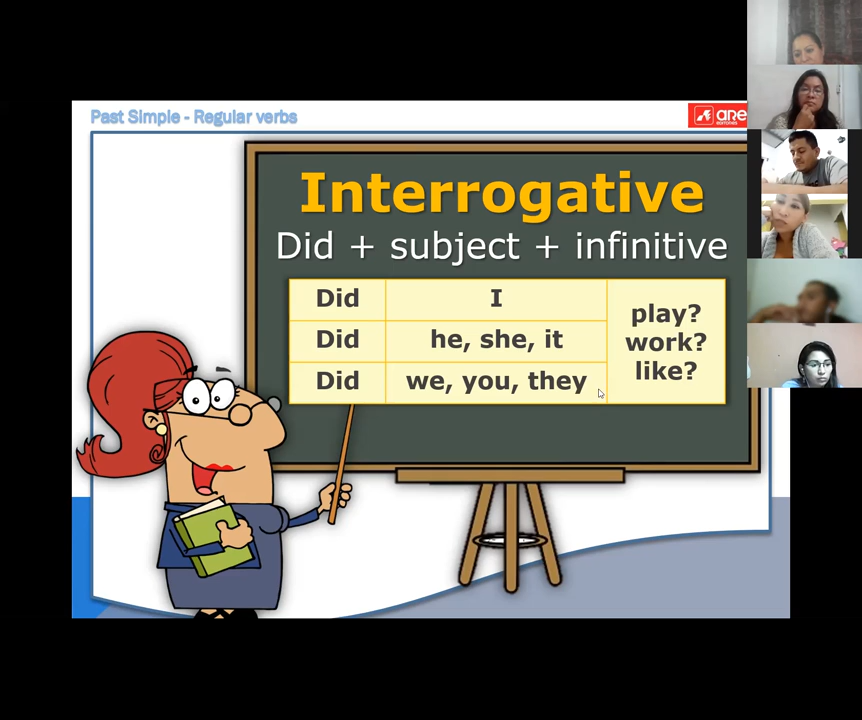 Past Simple - Regular verbs
are
Interrogative
Did + subject + infinitive
Did I play?
Did he, she, it work?
Did we, you, they like?